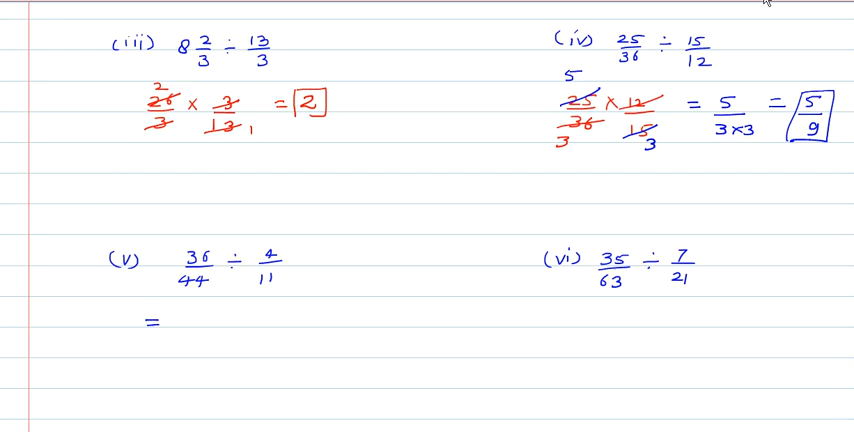 (iii) 8 2/3 ÷ 13/3
2
26/3 × 3/13 1 = 2
(iv) 25/36 ÷ 15/12
5
25/36 × 12/15 = 5/3×3 = 5/9
3 3
(v) 36/44 ÷ 4/11
=
(vi) 35/63 ÷ 7/21